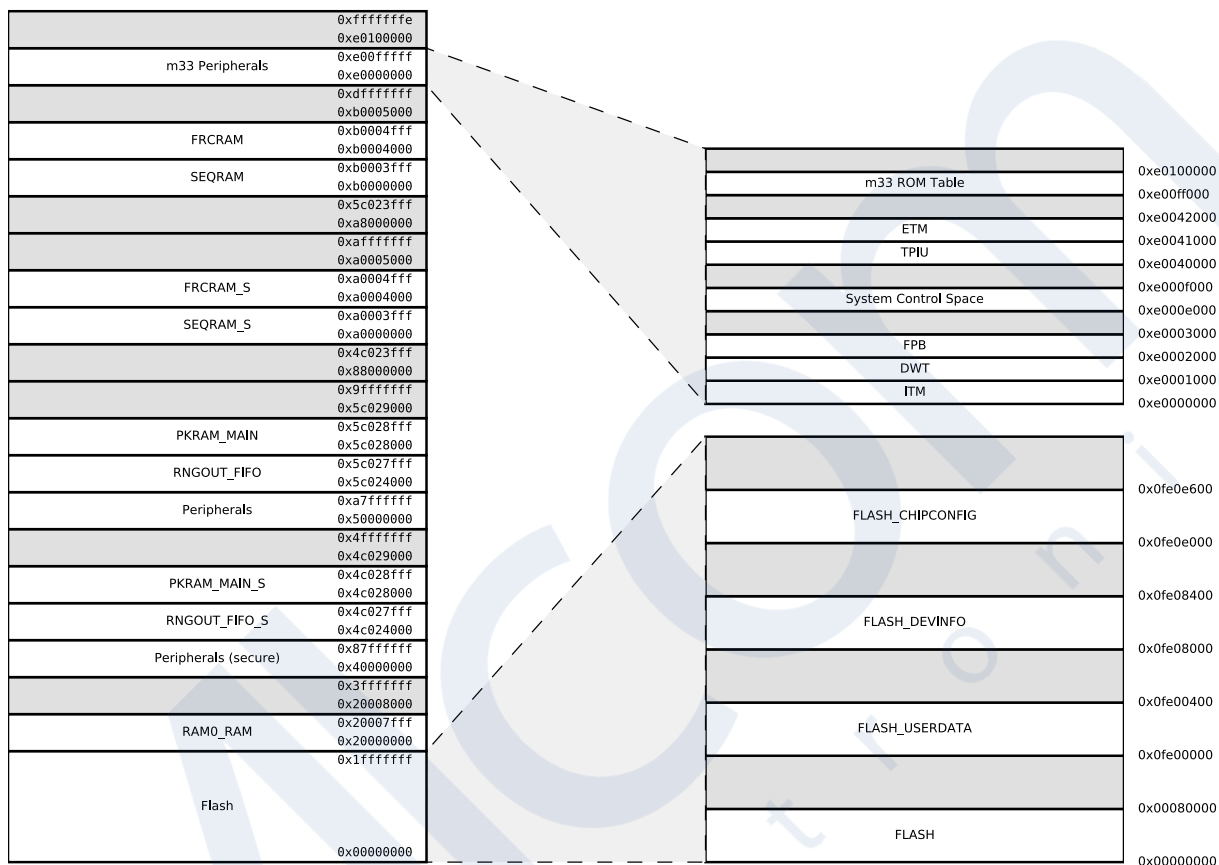 0xfffffffe
0xe0100000
m33 Peripherals
0xe00fffff
0xe0000000
0xdfffffff
0xb0005000
FRCRAM
0xb0004fff
0xb0004000
SEQRAM
0xb0003fff
0xb0000000
0x5c023fff
0xa8000000
0xafffffff
0xa0005000
FRCRAM_S
0xa0004fff
0xa0004000
SEQRAM_S
0xa0003fff
0xa0000000
0x4c023fff
0x88000000
0x9fffffff
0x5c029000
PKRAM_MAIN
0x5c028fff
0x5c028000
RNGOUT_FIFO
0x5c027fff
0x5c024000
Peripherals
0xa7ffffff
0x50000000
0x4fffffff
0x4c029000
PKRAM_MAIN_S
0x4c028fff
0x4c028000
RNGOUT_FIFO_S
0x4c027fff
0x4c024000
Peripherals (secure)
0x87ffffff
0x40000000
0x3fffffff
0x20008000
RAM0_RAM
0x20007fff
0x20000000
0x1fffffff
Flash
0x00000000
0xe0100000
m33 ROM Table
0xe00ff000
0xe0042000
ETM
0xe0041000
TPIU
0xe0040000
0xe000f000
System Control Space
0xe000e000
0xe0003000
FPB
0xe0002000
DWT
0xe0001000
ITM
0xe0000000
0x0fe0e600
FLASH_CHIPCONFIG
0x0fe0e000
0x0fe08400
FLASH_DEVINFO
0x0fe08000
0x0fe00400
FLASH_USERDATA
0x0fe00000
0x00080000
FLASH
0x00000000